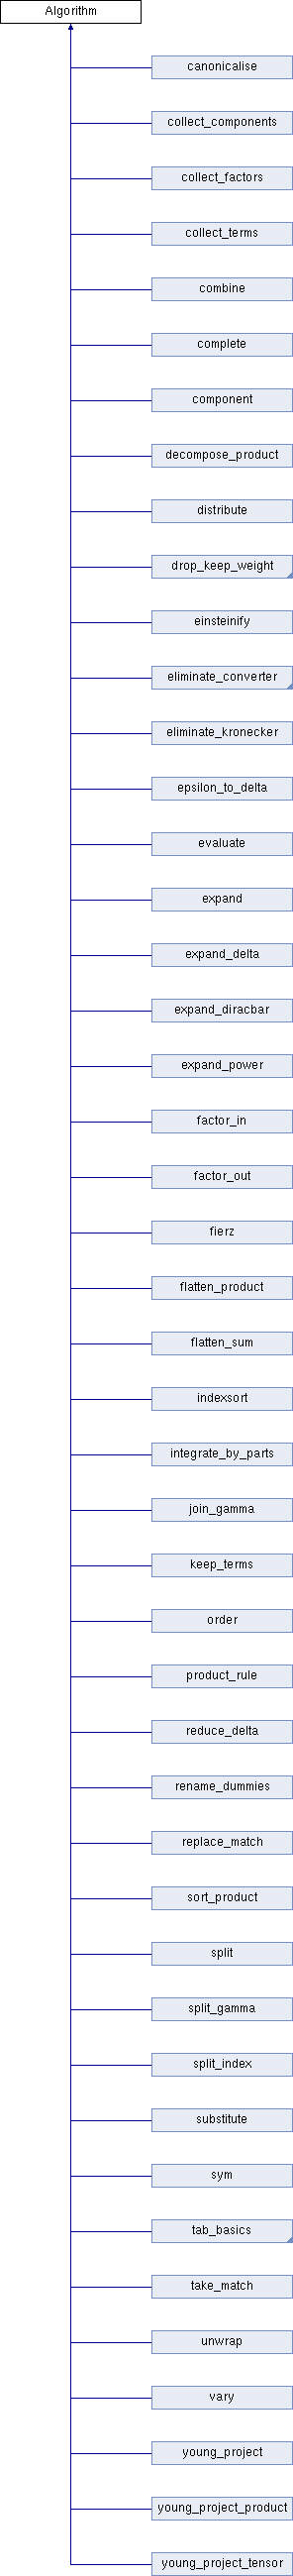 Algorithm
canonicalise
collect_components
collect_factors
collect_terms
combine
complete
component
decompose_product
distribute
drop_keep_weight
einsteinify
eliminate_converter
eliminate_kronecker
epsilon_to_delta
evaluate
expand
expand_delta
expand_diracbar
expand_power
factor_in
factor_out
fierz
flatten_product
flatten_sum
indexsort
integrate_by_parts
join_gamma
keep_terms
order
product_rule
reduce_delta
rename_dummies
replace_match
sort_product
split
split_gamma
split_index
substitute
sym
tab_basics
take_match
unwrap
vary
young_project
young_project_product
young_project_tensor